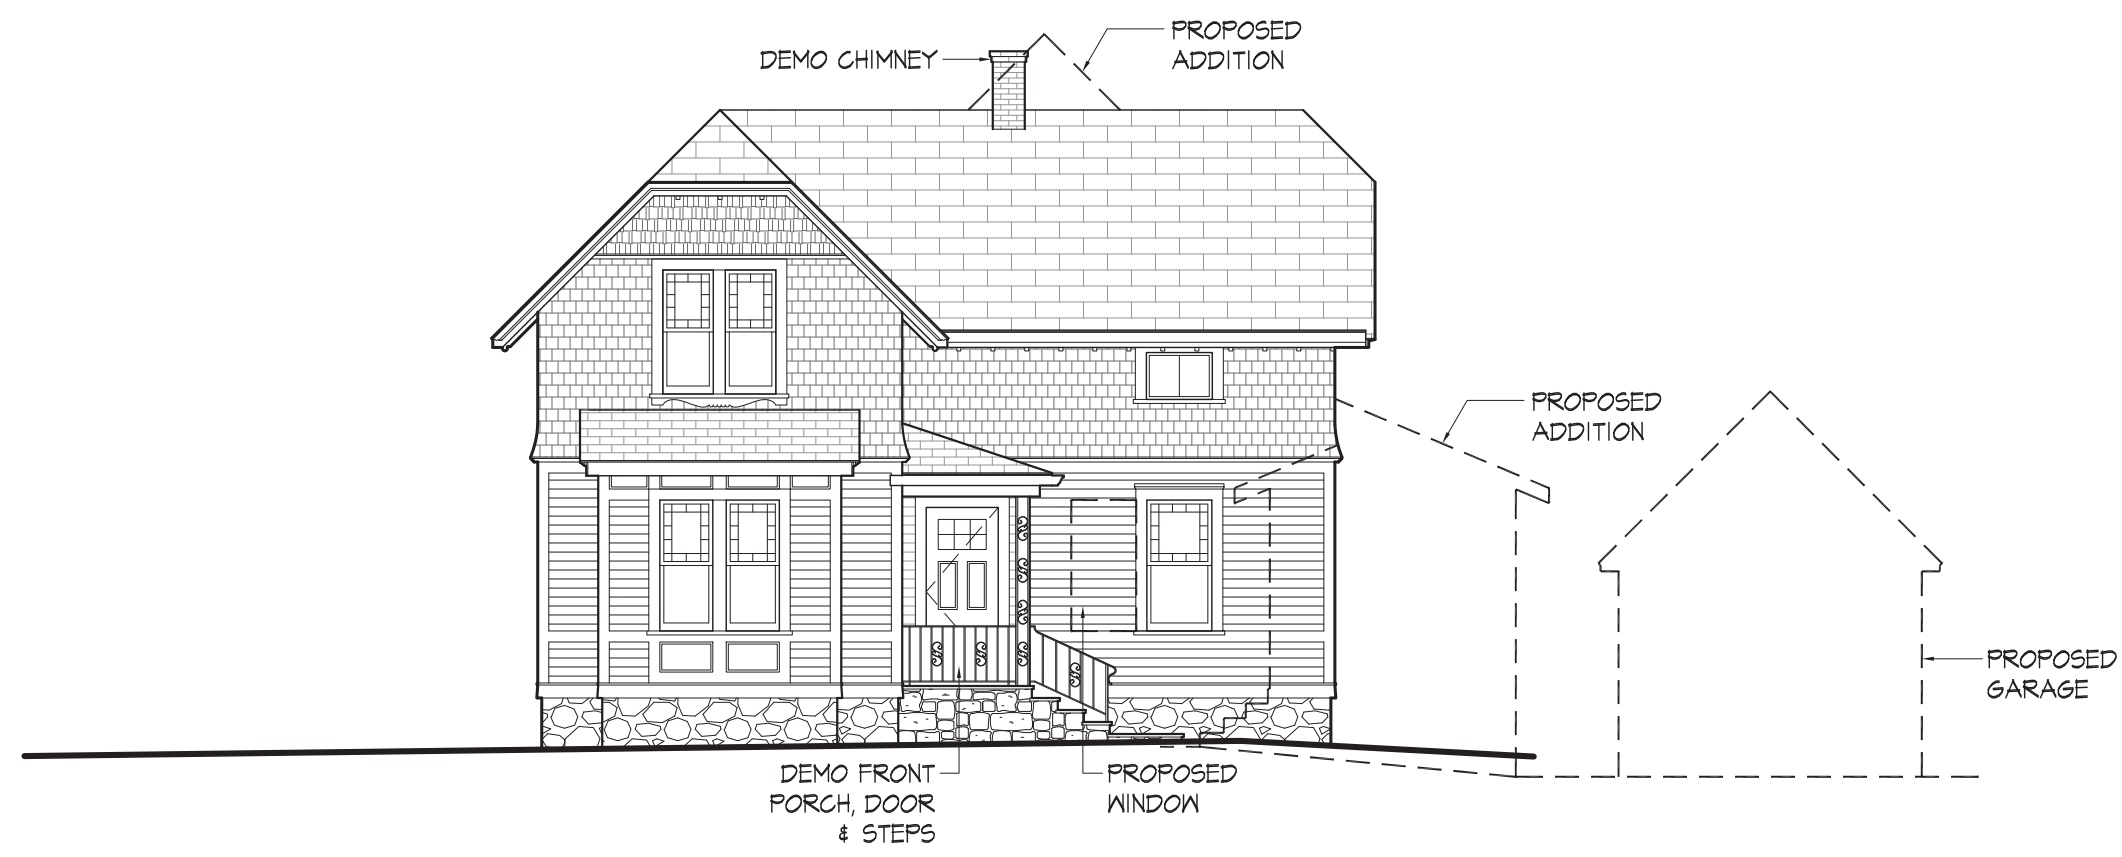 PROPOSED
ADDITION
DEMO CHIMNEY
PROPOSED
ADDITION
PROPOSED
GARAGE
DEMO FRONT
PORCH, DOOR
& STEPS
PROPOSED
WINDOW